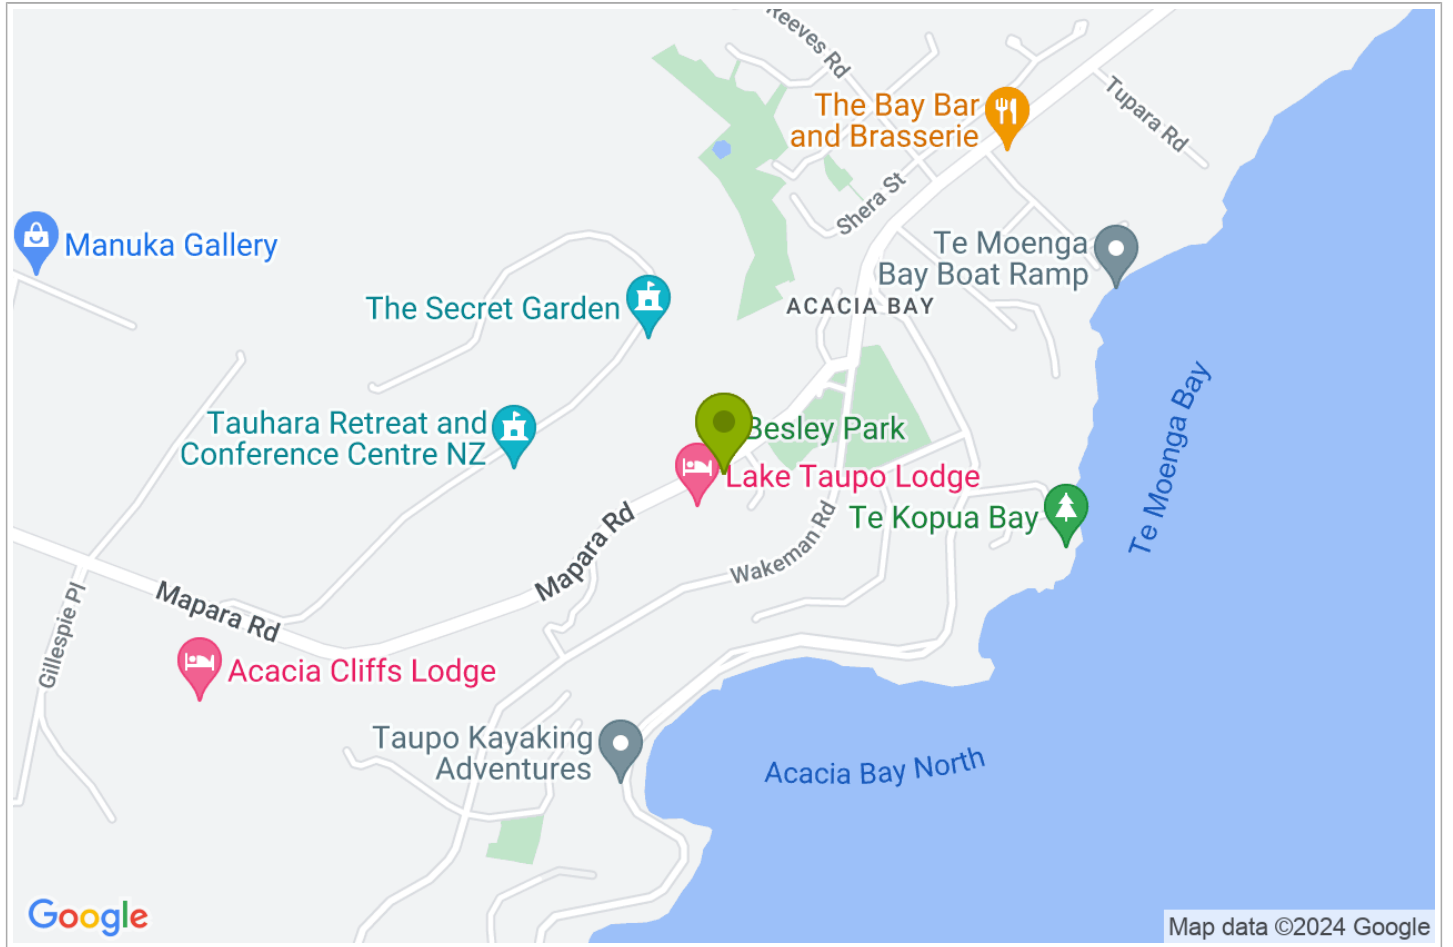 Reeves Rd
The Bay Bar
and Brasserie
Tupara Rd
Shera St
Manuka Gallery
Te Moenga
Bay Boat Ramp
The Secret Garden
ACACIA BAY
Te Moenga Bay
Tauhara Retreat and
Conference Centre NZ
Besley Park
Lake Taupo Lodge
Te Kopua Bay
Mapara Rd
Wakeman Rd
Mapara Rd
Gillespie Pl
Acacia Cliffs Lodge
Taupo Kayaking
Adventures
Acacia Bay North
Google
Map data ©2024 Google